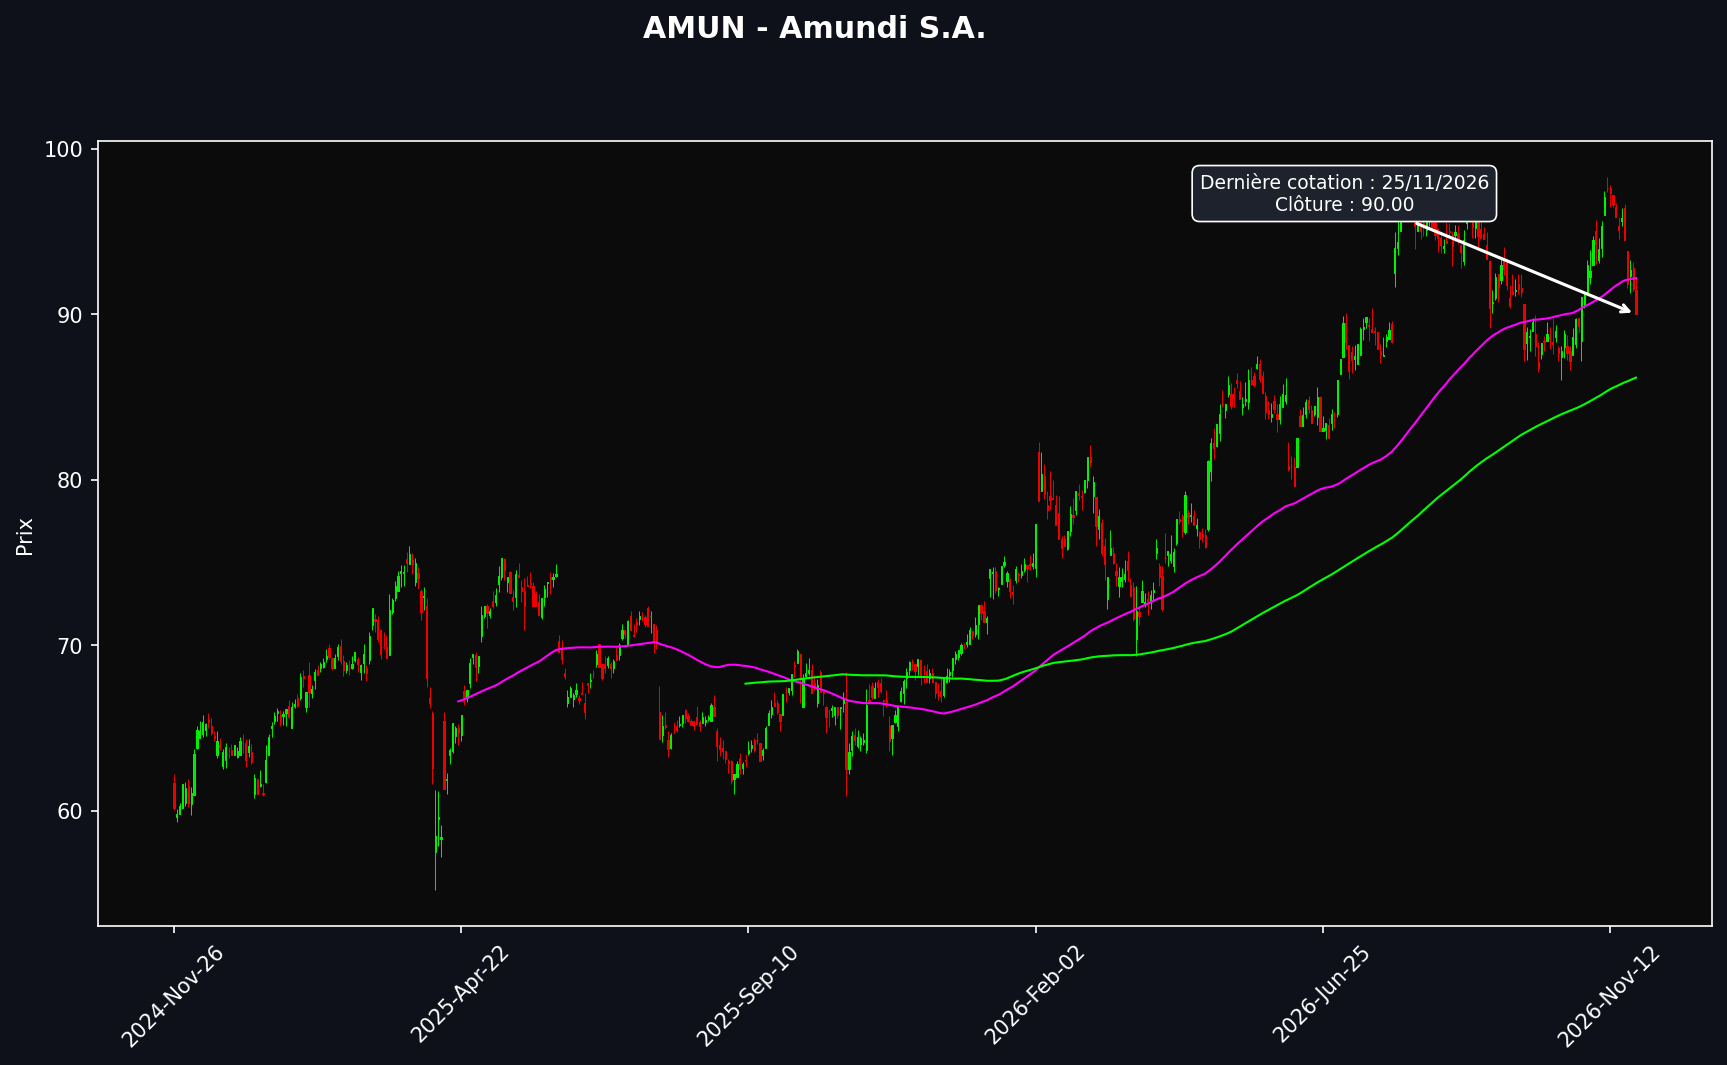 AMUN - Amundi S.A.
Dernière cotation : 25/11/2026
Clôture : 90.00
Prix
100
90
80
70
60
2024-Nov-26
2025-Apr-22
2025-Sep-10
2026-Feb-02
2026-Jun-25
2026-Nov-12